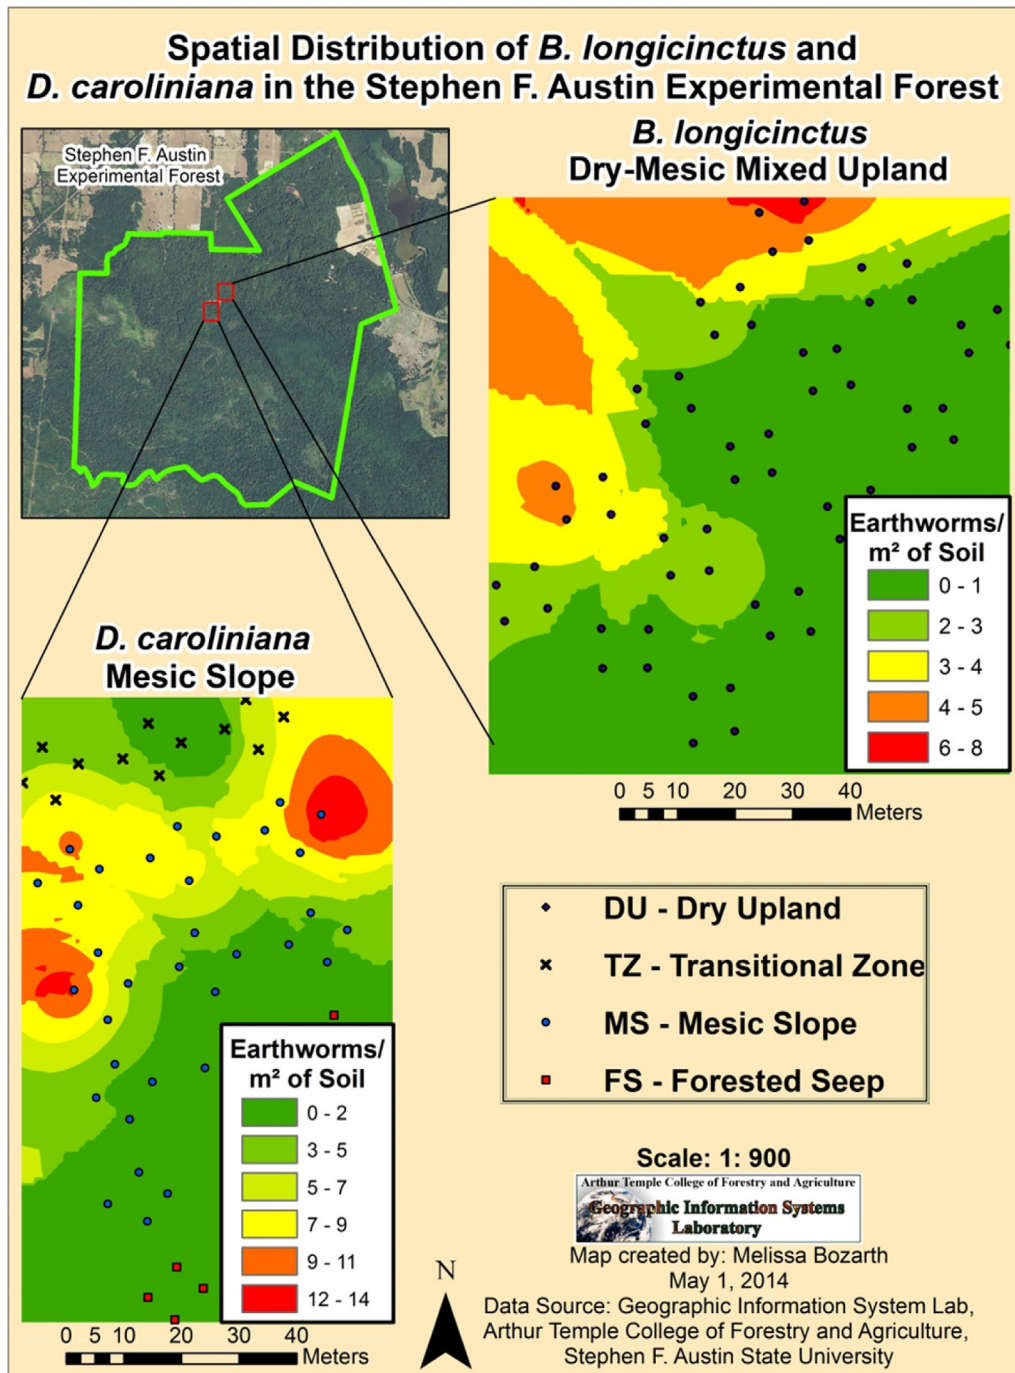 Spatial Distribution of B. longicinctus and
D. caroliniana in the Stephen F. Austin Experimental Forest
Stephen F. Austin
Experimental Forest
B. longicinctus
Dry-Mesic Mixed Upland
Earthworms/
m² of Soil
0 - 1
2 - 3
3 - 4
4 - 5
6 - 8
0 5 10 20 30 40
Meters
D. caroliniana
Mesic Slope
Earthworms/
m² of Soil
0 - 2
3 - 5
5 - 7
7 - 9
9 - 11
12 - 14
0 5 10 20 30 40
Meters
DU - Dry Upland
TZ - Transitional Zone
MS - Mesic Slope
FS - Forested Seep
Scale: 1: 900
Arthur Temple College of Forestry and Agriculture
Geographic Information Systems
Laboratory
Map created by: Melissa Bozarth
May 1, 2014
Data Source: Geographic Information System Lab,
Arthur Temple College of Forestry and Agriculture,
Stephen F. Austin State University
N